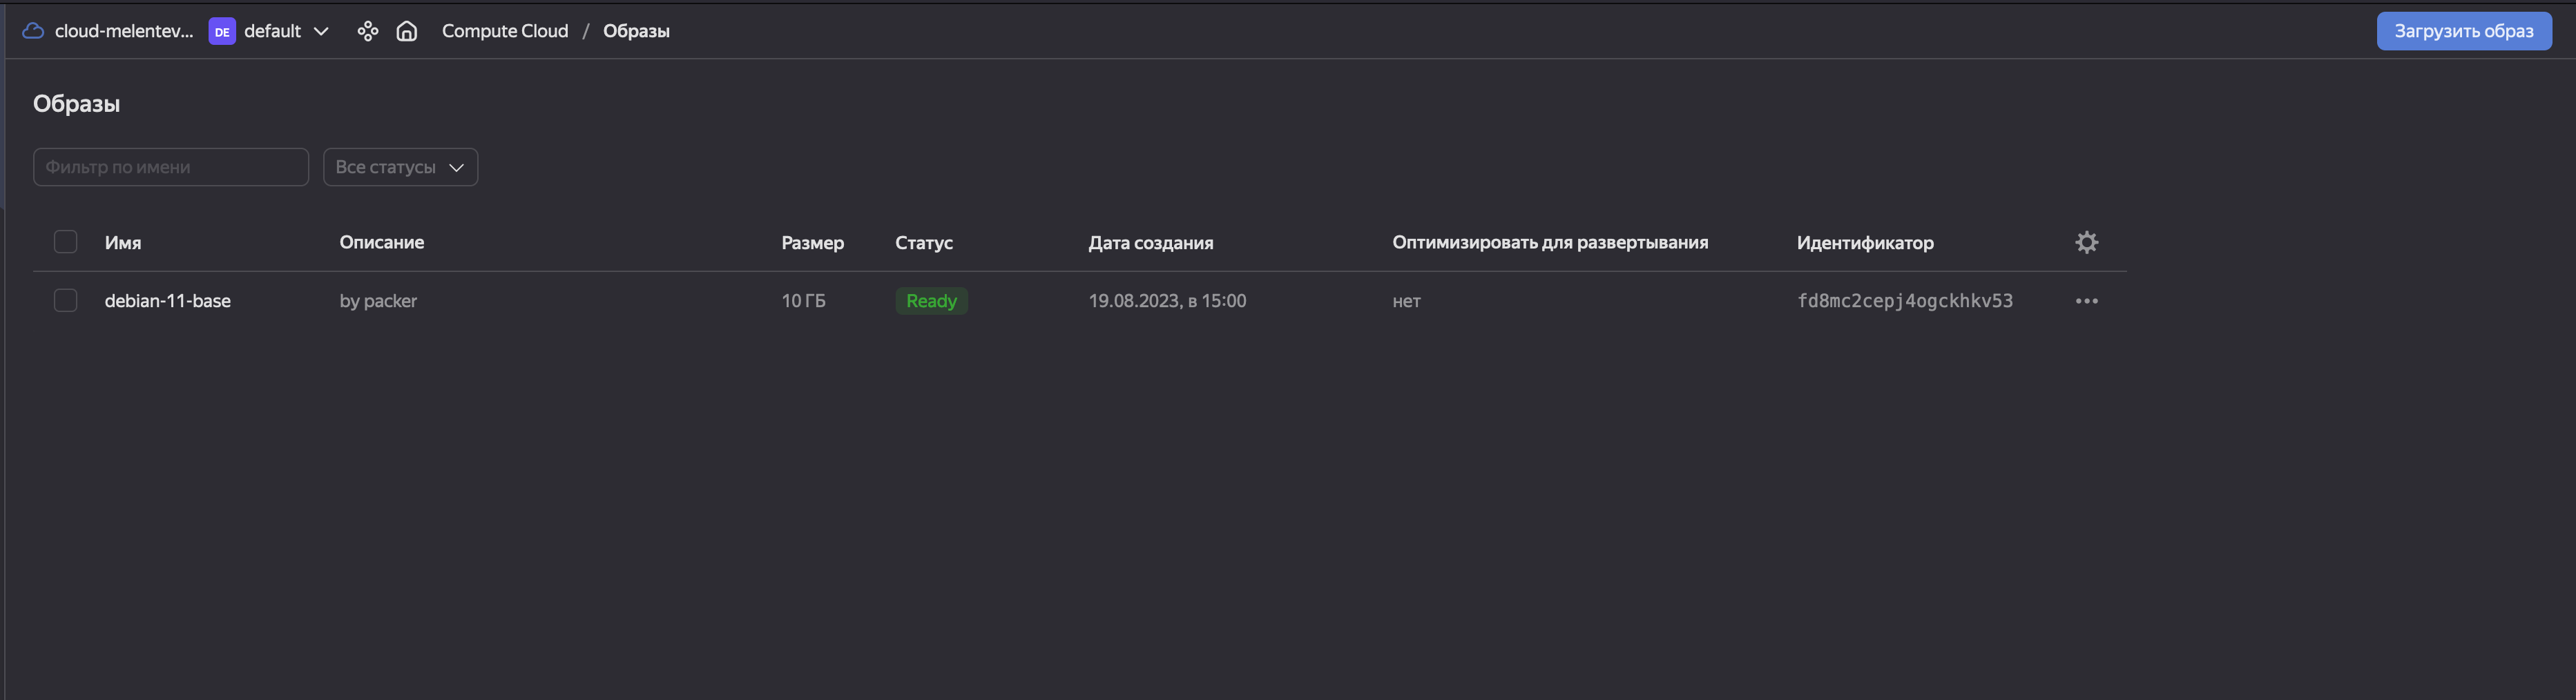 cloud-melentev... DE default Compute Cloud / Образы Загрузить образ
Образы
Фильтр по имени Все статусы
Имя Описание Размер Статус Дата создания Оптимизировать для развертывания Идентификатор
debian-11-base by packer 10 ГБ Ready 19.08.2023, в 15:00 нет fd8mc2cepj4ogckhkv53